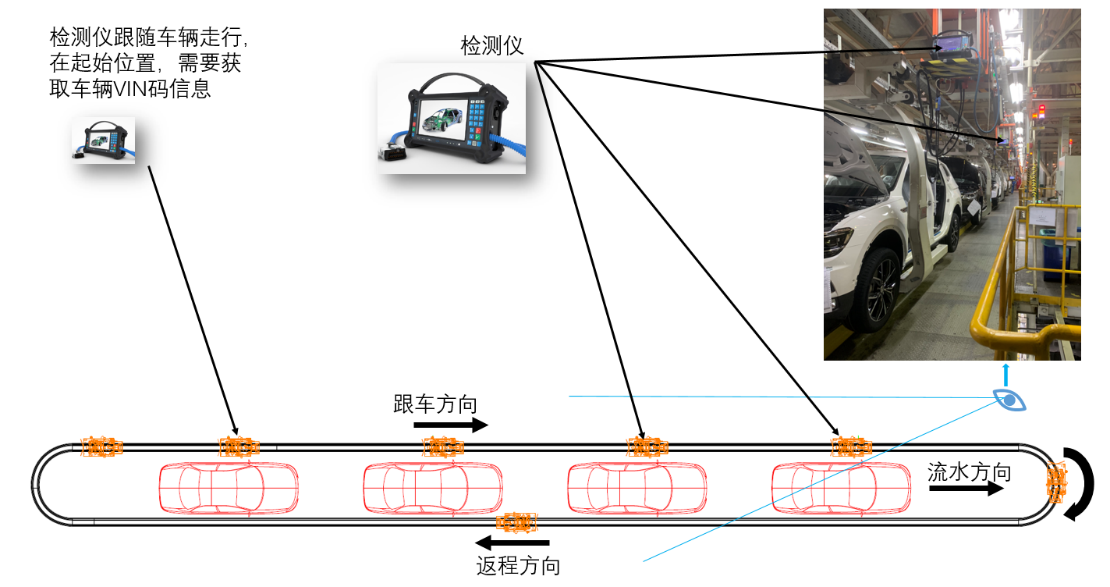 检测仪跟随车辆走行，
在起始位置，需要获
取车辆VIN码信息
检测仪
跟车方向
流水方向
返程方向